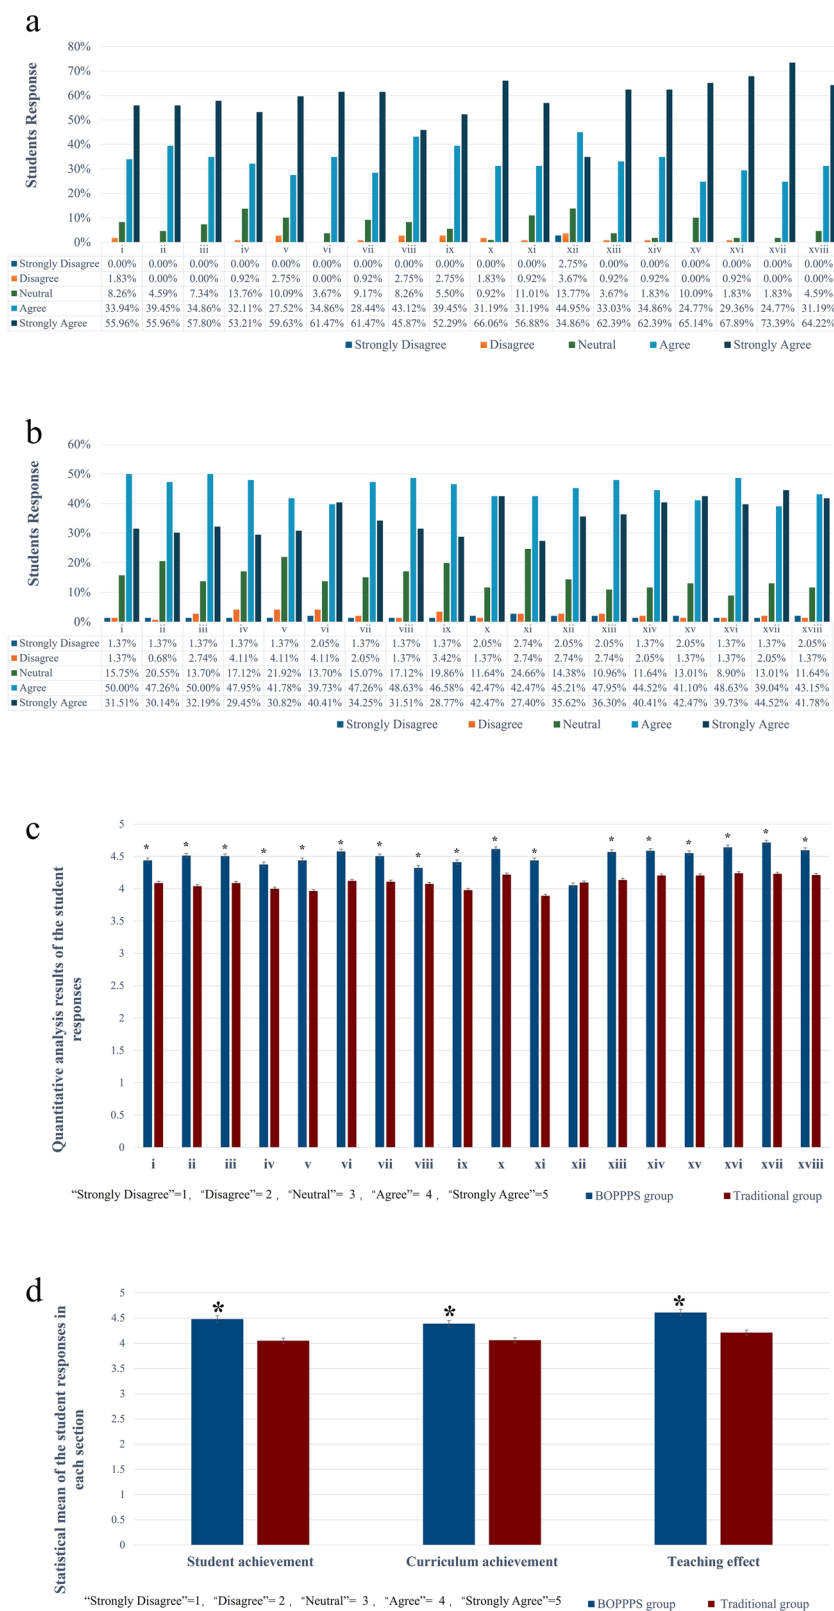 a
80%
70%
60%
50%
40%
30%
20%
10%
0%
Students Response
i ii iii iv v vi vii viii ix x xi xii xiii xiv xv xvi xvii xviii
Strongly Disagree 0.00% 0.00% 0.00% 0.00% 0.00% 0.00% 0.00% 0.00% 0.00% 0.00% 0.00% 2.75% 0.00% 0.00% 0.00% 0.00% 0.00% 0.00%
Disagree 1.83% 0.00% 0.00% 0.92% 2.75% 0.00% 0.92% 2.75% 2.75% 1.83% 0.92% 3.67% 0.92% 0.92% 0.00% 0.92% 0.00% 0.00%
Neutral 8.26% 4.59% 7.34% 13.76% 10.09% 3.67% 9.17% 8.26% 5.50% 0.92% 11.01% 13.77% 3.67% 1.83% 10.09% 1.83% 1.83% 4.59%
Agree 33.94% 39.45% 34.86% 32.11% 27.52% 34.86% 28.44% 43.12% 39.45% 31.19% 31.19% 44.95% 33.03% 34.86% 24.77% 29.36% 24.77% 31.19%
Strongly Agree 55.96% 55.96% 57.80% 53.21% 59.63% 61.47% 61.47% 45.87% 52.29% 66.06% 56.88% 34.86% 62.39% 62.39% 65.14% 67.89% 73.39% 64.22%
Strongly Disagree Disagree Neutral Agree Strongly Agree
b
60%
50%
40%
30%
20%
10%
0%
Students Response
i ii iii iv v vi vii viii ix x xi xii xiii xiv xv xvi xvii xviii
Strongly Disagree 1.37% 1.37% 1.37% 1.37% 1.37% 2.05% 1.37% 1.37% 1.37% 2.05% 2.74% 2.05% 2.05% 1.37% 2.05% 1.37% 1.37% 2.05%
Disagree 1.37% 0.68% 2.74% 4.11% 4.11% 4.11% 2.05% 1.37% 3.42% 1.37% 2.74% 2.74% 2.74% 2.05% 1.37% 1.37% 2.05% 1.37%
Neutral 15.75% 20.55% 13.70% 17.12% 21.92% 13.70% 15.07% 17.12% 19.86% 11.64% 24.66% 14.38% 10.96% 11.64% 13.01% 8.90% 13.01% 11.64%
Agree 50.00% 47.26% 50.00% 47.95% 41.78% 39.73% 47.26% 48.63% 46.58% 42.47% 42.47% 45.21% 47.95% 44.52% 41.10% 48.63% 39.04% 43.15%
Strongly Agree 31.51% 30.14% 32.19% 29.45% 30.82% 40.41% 34.25% 31.51% 28.77% 42.47% 27.40% 35.62% 36.30% 40.41% 42.47% 39.73% 44.52% 41.78%
Strongly Disagree Disagree Neutral Agree Strongly Agree
c
5
4.5
4
3.5
3
2.5
2
1.5
1
0.5
0
Quantitative analysis results of the student
responses
* * * * * * * * * * * * * * * * *
i ii iii iv v vi vii viii ix x xi xii xiii xiv xv xvi xvii xviii
“Strongly Disagree”=1, “Disagree”= 2 , “Neutral”= 3 , “Agree”= 4 , “Strongly Agree”=5 BOPPPS group Traditional group
d
5
4.5
4
3.5
3
2.5
2
1.5
1
0.5
0
Statistical mean of the student responses in
each section
* * *
Student achievement Curriculum achievement Teaching effect
“Strongly Disagree”=1, “Disagree”= 2 , “Neutral”= 3 , “Agree”= 4 , “Strongly Agree”=5 BOPPPS group Traditional group